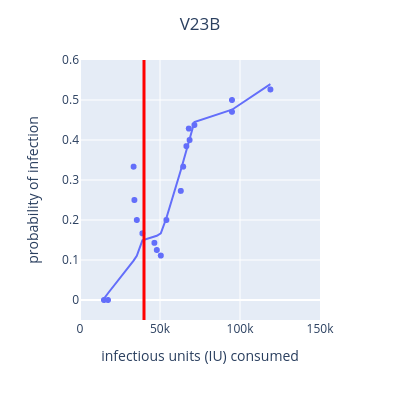 V23B
0.6
0.5
0.4
0.3
0.2
0.1
0
probability of infection
0 50k 100k 150k
infectious units (IU) consumed